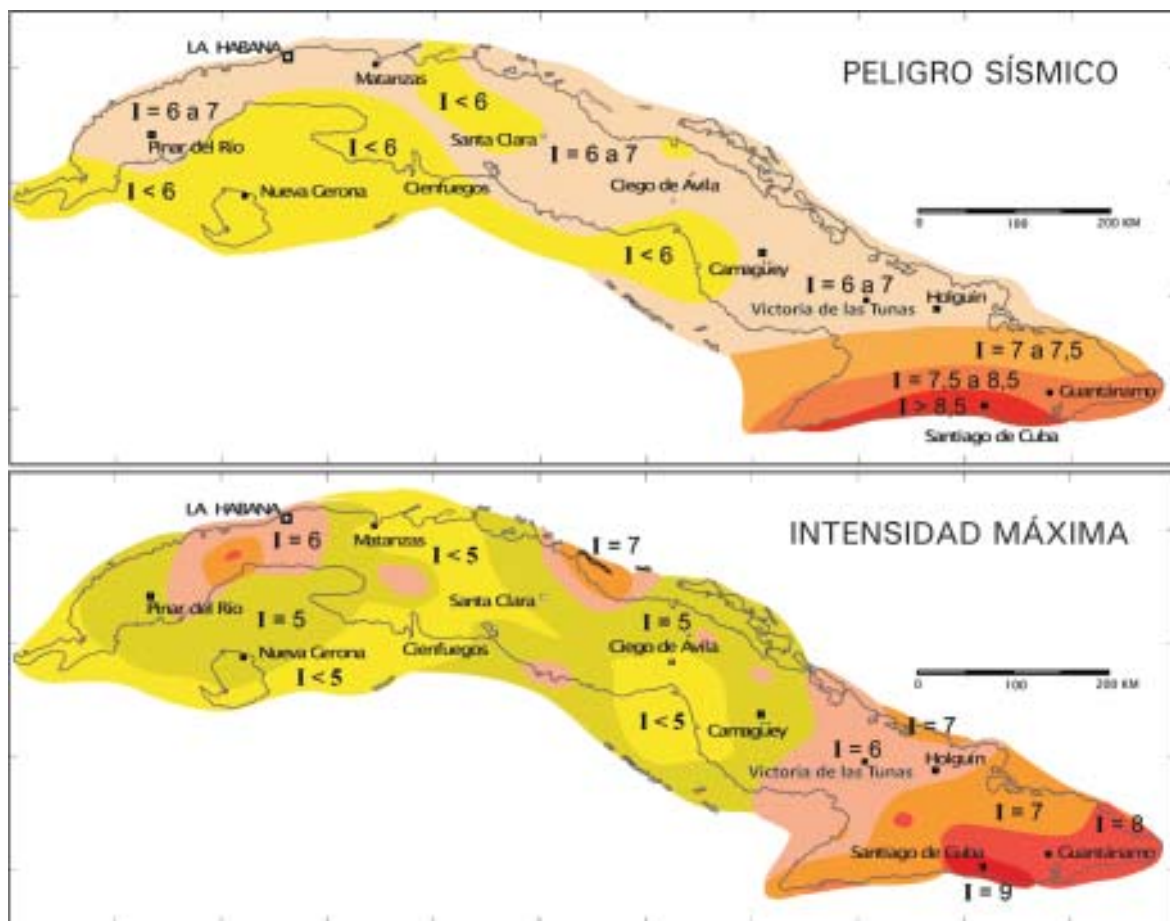 PELIGRO SÍSMICO
LA HABANA
Matanzas
I < 6
I = 6 a 7
Pinar del Río
Santa Clara
I < 6
I = 6 a 7
I < 6
Nueva Gerona
Cienfuegos
Ciego de Ávila
0 100 200 KM
I < 6
Camagüey
I = 6 a 7
Victoria de las Tunas
Holguín
I = 7 a 7,5
I = 7,5 a 8,5
Guantánamo
I > 8,5
Santiago de Cuba
INTENSIDAD MÁXIMA
LA HABANA
I = 6
Matanzas
I < 5
I = 7
Pinar del Río
Santa Clara
I = 5
I = 5
Nueva Gerona
Cienfuegos
Ciego de Ávila
I < 5
0 100 200 KM
I < 5
Camagüey
I = 7
I = 6
Holguín
Victoria de las Tunas
I = 7
I = 8
Santiago de Cuba
Guantánamo
I = 9